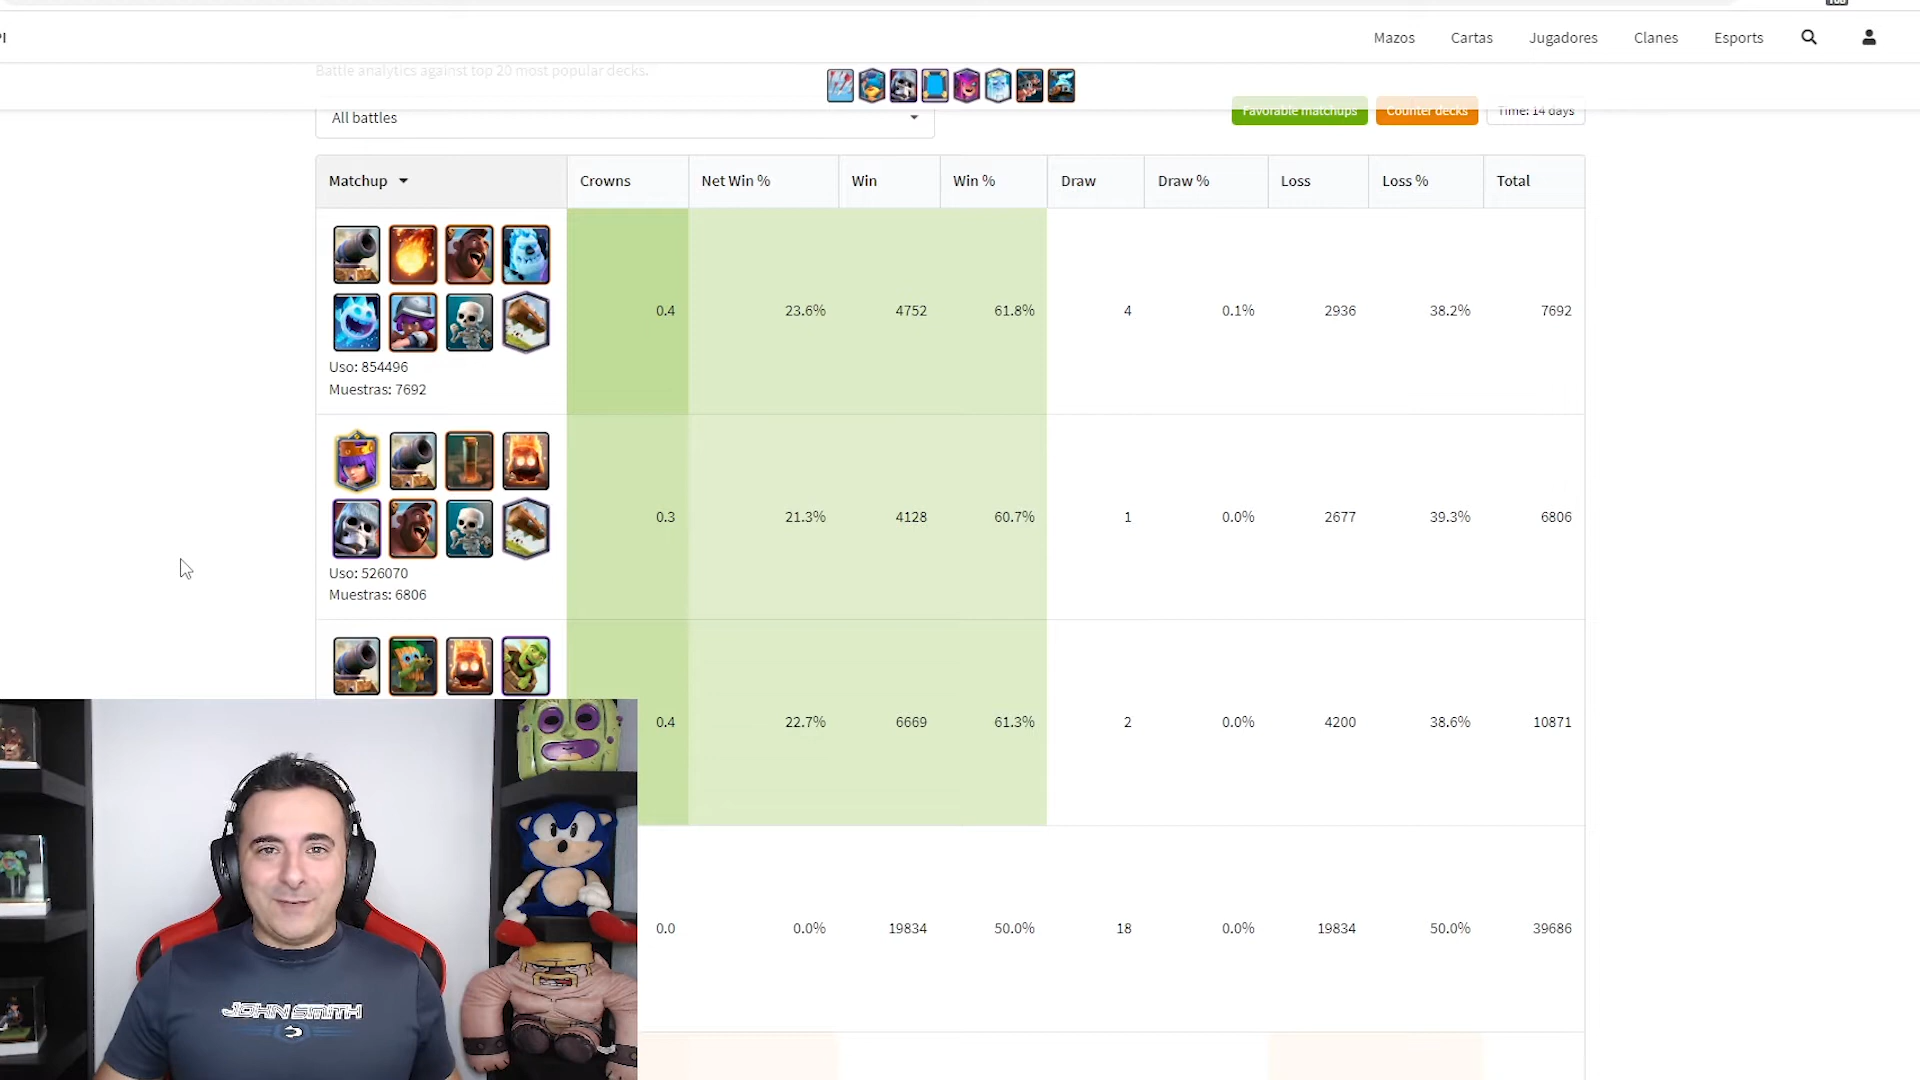 Mazos Cartas Jugadores Clanes Esports
Battle analytics against top 20 most popular decks.
All battles
Favorable matchups Counter decks Time: 14 days
Matchup Crowns Net Win % Win Win % Draw Draw % Loss Loss % Total
0.4 23.6% 4752 61.8% 4 0.1% 2936 38.2% 7692
Uso: 854496
Muestras: 7692
0.3 21.3% 4128 60.7% 1 0.0% 2677 39.3% 6806
Uso: 526070
Muestras: 6806
0.4 22.7% 6669 61.3% 2 0.0% 4200 38.6% 10871
0.0 0.0% 19834 50.0% 18 0.0% 19834 50.0% 39686
JOHN SMITH